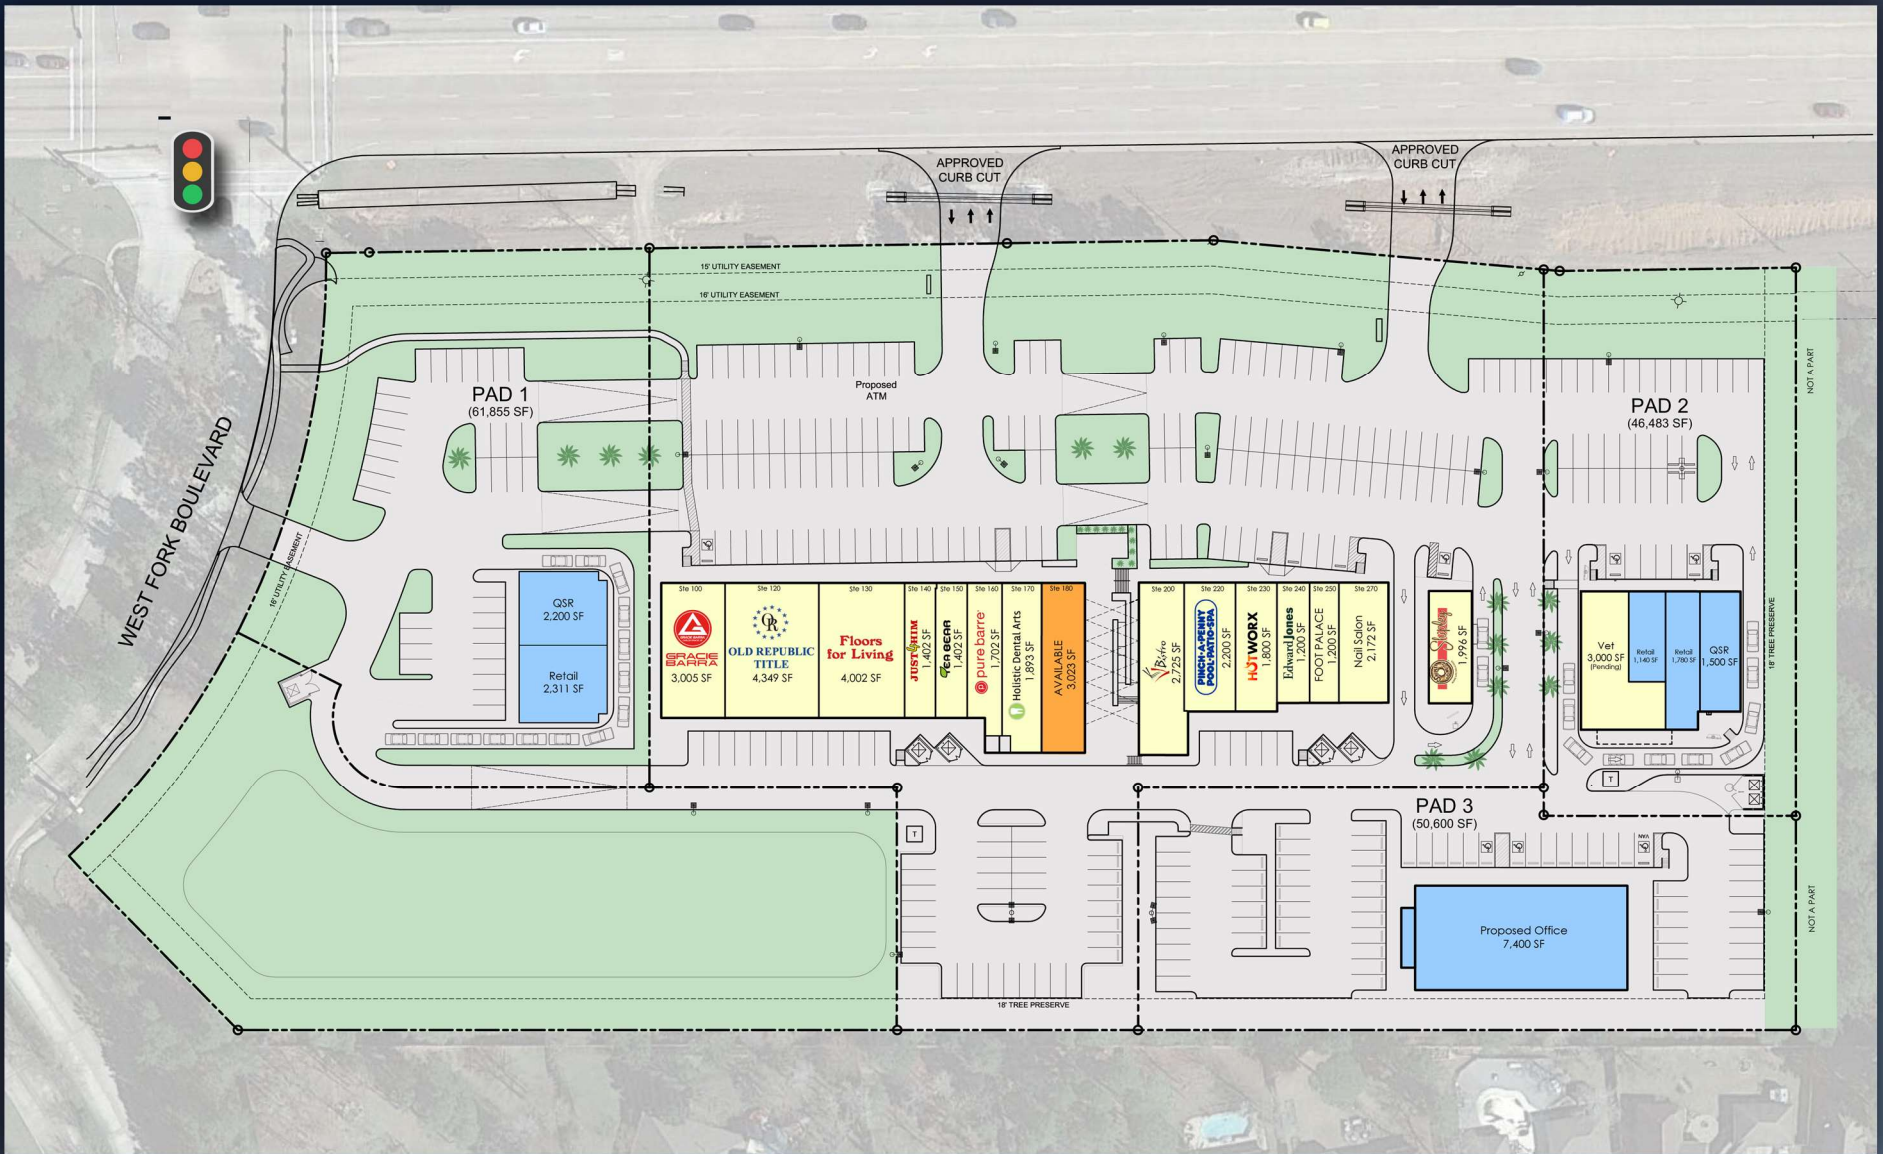 APPROVED
CURB CUT
APPROVED
CURB CUT
15' UTILITY EASEMENT
16' UTILITY EASEMENT
WEST FORK BOULEVARD
16' UTILITY EASEMENT
PAD 1
(61,855 SF)
Proposed
ATM
PAD 2
(46,483 SF)
NOT A PART
QSR
2,200 SF
Retail
2,311 SF
Ste 100
GRACIE
BARRA
3,005 SF
Ste 120
OR
OLD REPUBLIC
TITLE
4,349 SF
Ste 130
Floors
for Living
4,002 SF
Ste 140
1,402 SF
Ste 150
1,402 SF
Ste 160
pure barre
1,702 SF
Ste 170
Holistic Dental Arts
1,893 SF
Ste 180
AVAILABLE
3,023 SF
Ste 200
Bistro
2,725 SF
Ste 220
PINCH-A-PENNY
POOL·PATIO·SPA
2,200 SF
Ste 230
HOTWORX
1,800 SF
Ste 240
Edward Jones
1,200 SF
Ste 250
FOOT PALACE
1,200 SF
Ste 270
Nail Salon
2,172 SF
1,996 SF
Vet
3,000 SF
(Pending)
Retail
1,140 SF
Retail
1,780 SF
QSR
1,500 SF
18' TREE PRESERVE
T
PAD 3
(50,600 SF)
VAN
T
Proposed Office
7,400 SF
NOT A PART
18' TREE PRESERVE